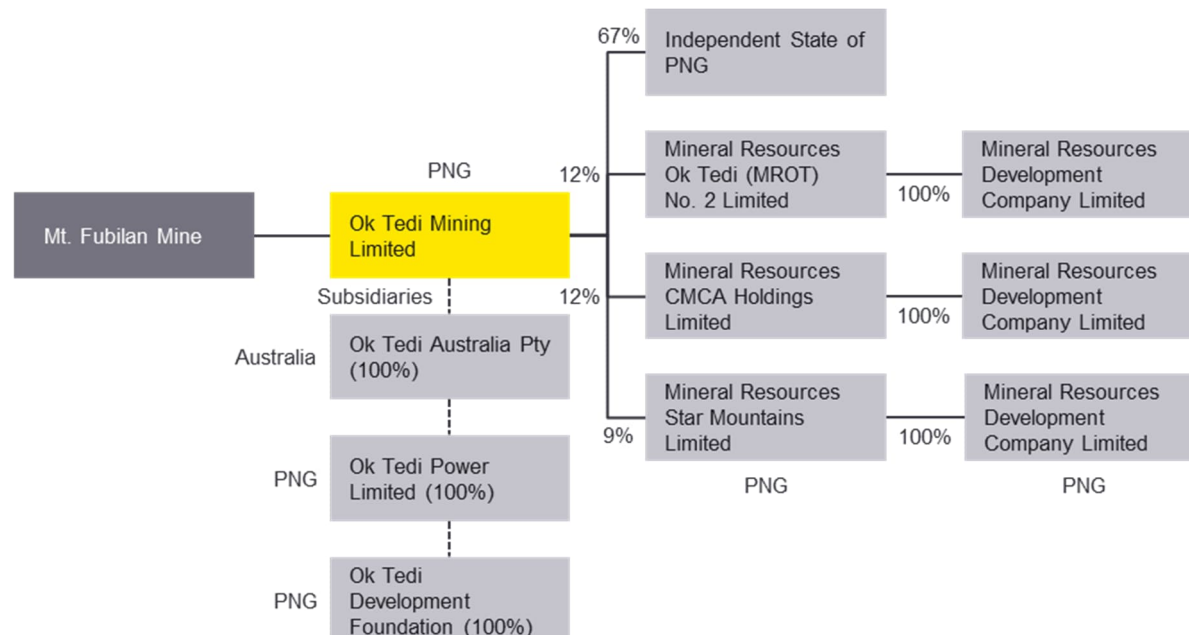 67%
Independent State of
PNG
PNG
12%
Mineral Resources
Ok Tedi (MROT)
No. 2 Limited
100%
Mineral Resources
Development
Company Limited
Mt. Fubilan Mine
Ok Tedi Mining
Limited
Subsidiaries
12%
Mineral Resources
CMCA Holdings
Limited
100%
Mineral Resources
Development
Company Limited
Australia
Ok Tedi Australia Pty
(100%)
9%
Mineral Resources
Star Mountains
Limited
100%
Mineral Resources
Development
Company Limited
PNG
Ok Tedi Power
Limited (100%)
PNG
PNG
PNG
Ok Tedi
Development
Foundation (100%)